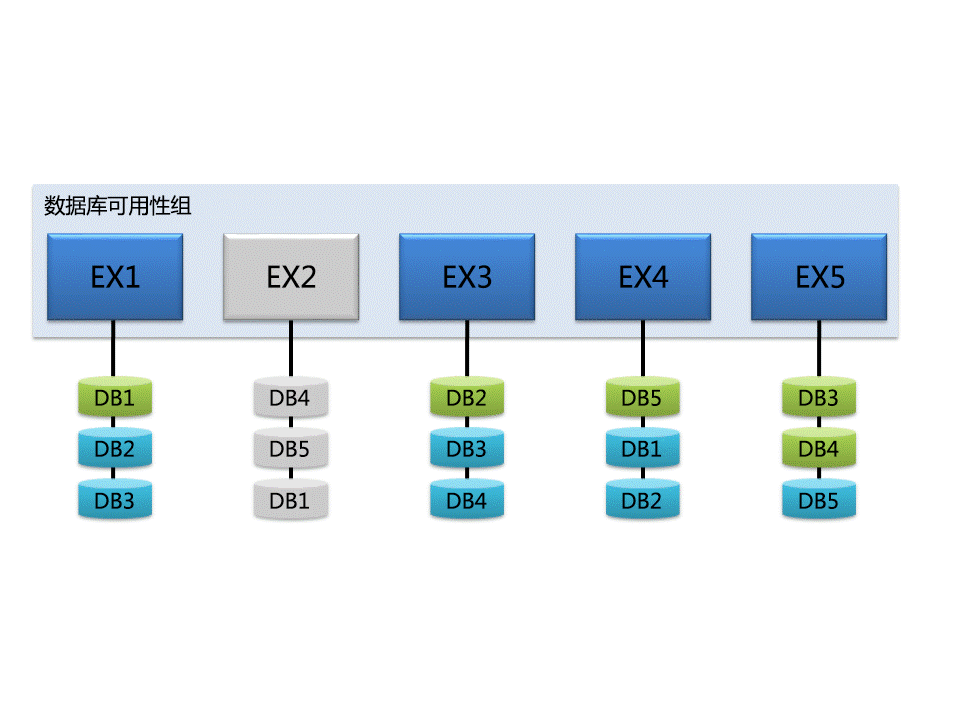 数据库可用性组
EX1
EX2
EX3
EX4
EX5
DB1
DB4
DB2
DB5
DB3
DB2
DB5
DB3
DB1
DB4
DB3
DB1
DB4
DB2
DB5